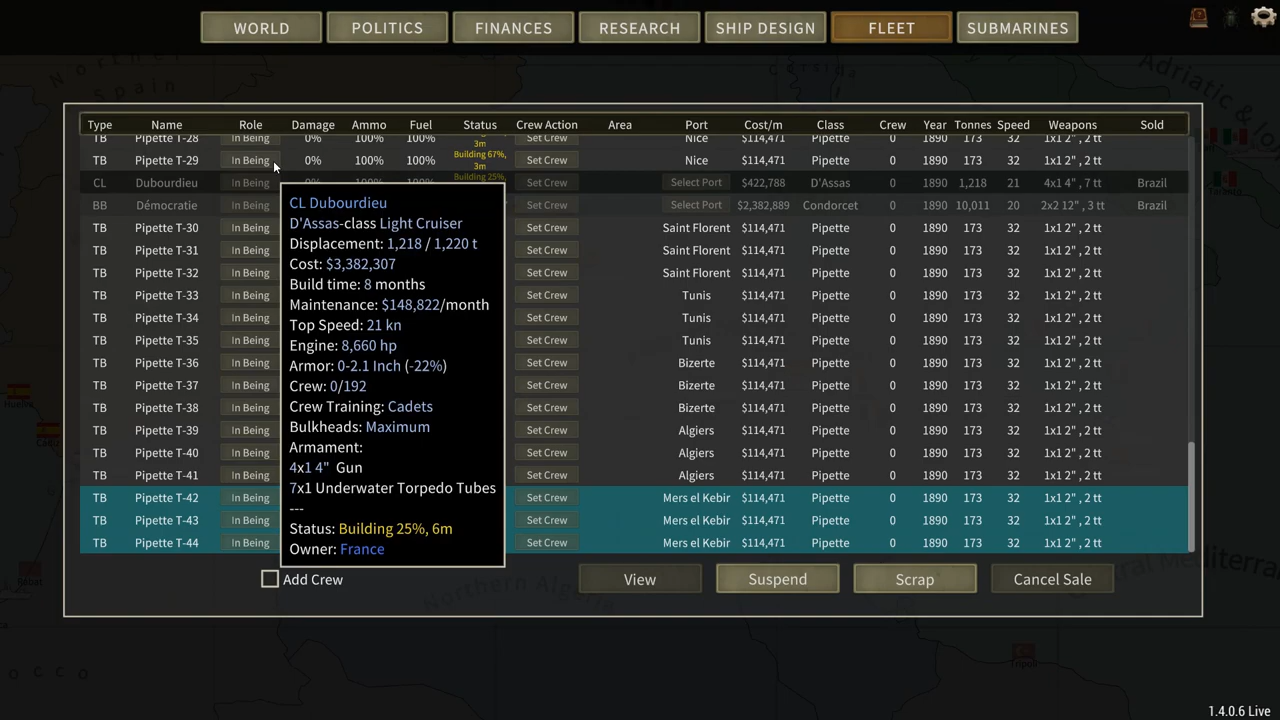 WORLD POLITICS FINANCES RESEARCH SHIP DESIGN FLEET SUBMARINES
Type Name Role Damage Ammo Fuel Status Crew Action Area Port Cost/m Class Crew Year Tonnes Speed Weapons Sold
TB Pipette T-28 In Being 0% 100% 100% 3m Set Crew Nice $114,471 Pipette 0 1890 173 32 1x1 2" , 2 tt
TB Pipette T-29 In Being 0% 100% 100% Building 67%, 3m Set Crew Nice $114,471 Pipette 0 1890 173 32 1x1 2" , 2 tt
CL Dubourdieu In Being 0% 100% 100% Building 25%, Set Crew Select Port $422,788 D'Assas 0 1890 1,218 21 4x1 4" , 7 tt Brazil
BB Démocratie In Being Set Crew Select Port $2,382,889 Condorcet 0 1890 10,011 20 2x2 12" , 3 tt Brazil
TB Pipette T-30 In Being Set Crew Saint Florent $114,471 Pipette 0 1890 173 32 1x1 2" , 2 tt
TB Pipette T-31 In Being Set Crew Saint Florent $114,471 Pipette 0 1890 173 32 1x1 2" , 2 tt
TB Pipette T-32 In Being Set Crew Saint Florent $114,471 Pipette 0 1890 173 32 1x1 2" , 2 tt
TB Pipette T-33 In Being Set Crew Tunis $114,471 Pipette 0 1890 173 32 1x1 2" , 2 tt
TB Pipette T-34 In Being Set Crew Tunis $114,471 Pipette 0 1890 173 32 1x1 2" , 2 tt
TB Pipette T-35 In Being Set Crew Tunis $114,471 Pipette 0 1890 173 32 1x1 2" , 2 tt
TB Pipette T-36 In Being Set Crew Bizerte $114,471 Pipette 0 1890 173 32 1x1 2" , 2 tt
TB Pipette T-37 In Being Set Crew Bizerte $114,471 Pipette 0 1890 173 32 1x1 2" , 2 tt
TB Pipette T-38 In Being Set Crew Bizerte $114,471 Pipette 0 1890 173 32 1x1 2" , 2 tt
TB Pipette T-39 In Being Set Crew Algiers $114,471 Pipette 0 1890 173 32 1x1 2" , 2 tt
TB Pipette T-40 In Being Set Crew Algiers $114,471 Pipette 0 1890 173 32 1x1 2" , 2 tt
TB Pipette T-41 In Being Set Crew Algiers $114,471 Pipette 0 1890 173 32 1x1 2" , 2 tt
TB Pipette T-42 In Being Set Crew Mers el Kebir $114,471 Pipette 0 1890 173 32 1x1 2" , 2 tt
TB Pipette T-43 In Being Set Crew Mers el Kebir $114,471 Pipette 0 1890 173 32 1x1 2" , 2 tt
TB Pipette T-44 In Being Set Crew Mers el Kebir $114,471 Pipette 0 1890 173 32 1x1 2" , 2 tt
CL Dubourdieu
D'Assas-class Light Cruiser
Displacement: 1,218 / 1,220 t
Cost: $3,382,307
Build time: 8 months
Maintenance: $148,822/month
Top Speed: 21 kn
Engine: 8,660 hp
Armor: 0-2.1 Inch (-22%)
Crew: 0/192
Crew Training: Cadets
Bulkheads: Maximum
Armament:
4x1 4" Gun
7x1 Underwater Torpedo Tubes
---
Status: Building 25%, 6m
Owner: France
Add Crew View Suspend Scrap Cancel Sale
Northern Algeria
Huelva
Rabat
Tripoli
1.4.0.6 Live